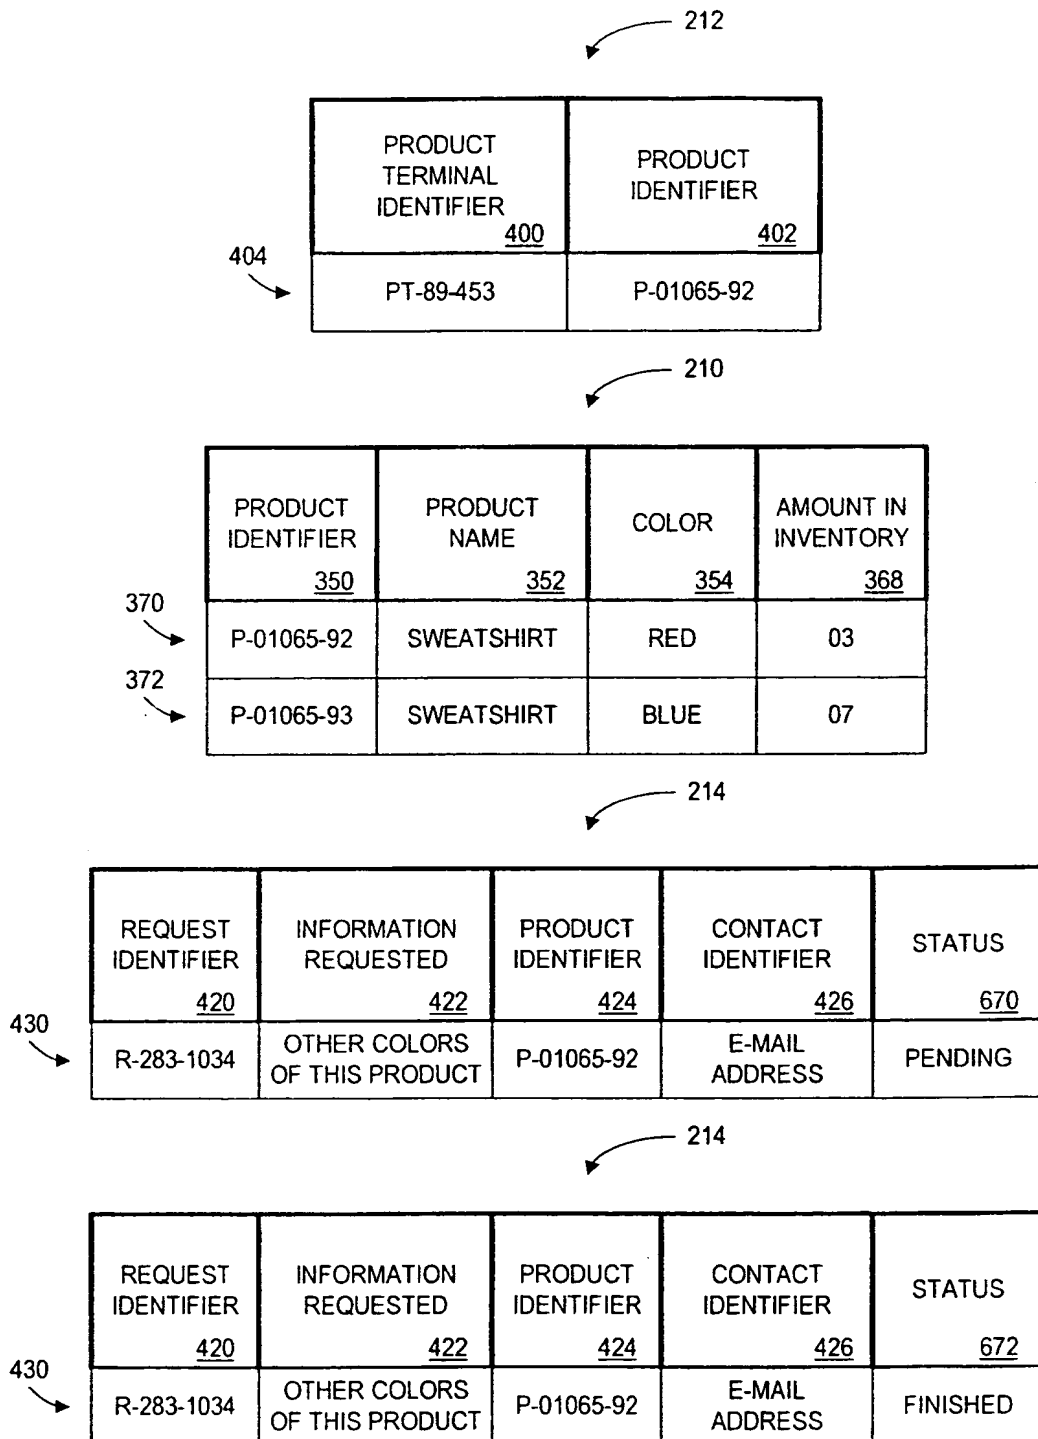 212
PRODUCT TERMINAL IDENTIFIER 400
PRODUCT IDENTIFIER 402
404
PT-89-453
P-01065-92
210
PRODUCT IDENTIFIER 350
PRODUCT NAME 352
COLOR 354
AMOUNT IN INVENTORY 368
370
P-01065-92
SWEATSHIRT
RED
03
372
P-01065-93
SWEATSHIRT
BLUE
07
214
REQUEST IDENTIFIER 420
INFORMATION REQUESTED 422
PRODUCT IDENTIFIER 424
CONTACT IDENTIFIER 426
STATUS 670
430
R-283-1034
OTHER COLORS OF THIS PRODUCT
P-01065-92
E-MAIL ADDRESS
PENDING
214
REQUEST IDENTIFIER 420
INFORMATION REQUESTED 422
PRODUCT IDENTIFIER 424
CONTACT IDENTIFIER 426
STATUS 672
430
R-283-1034
OTHER COLORS OF THIS PRODUCT
P-01065-92
E-MAIL ADDRESS
FINISHED